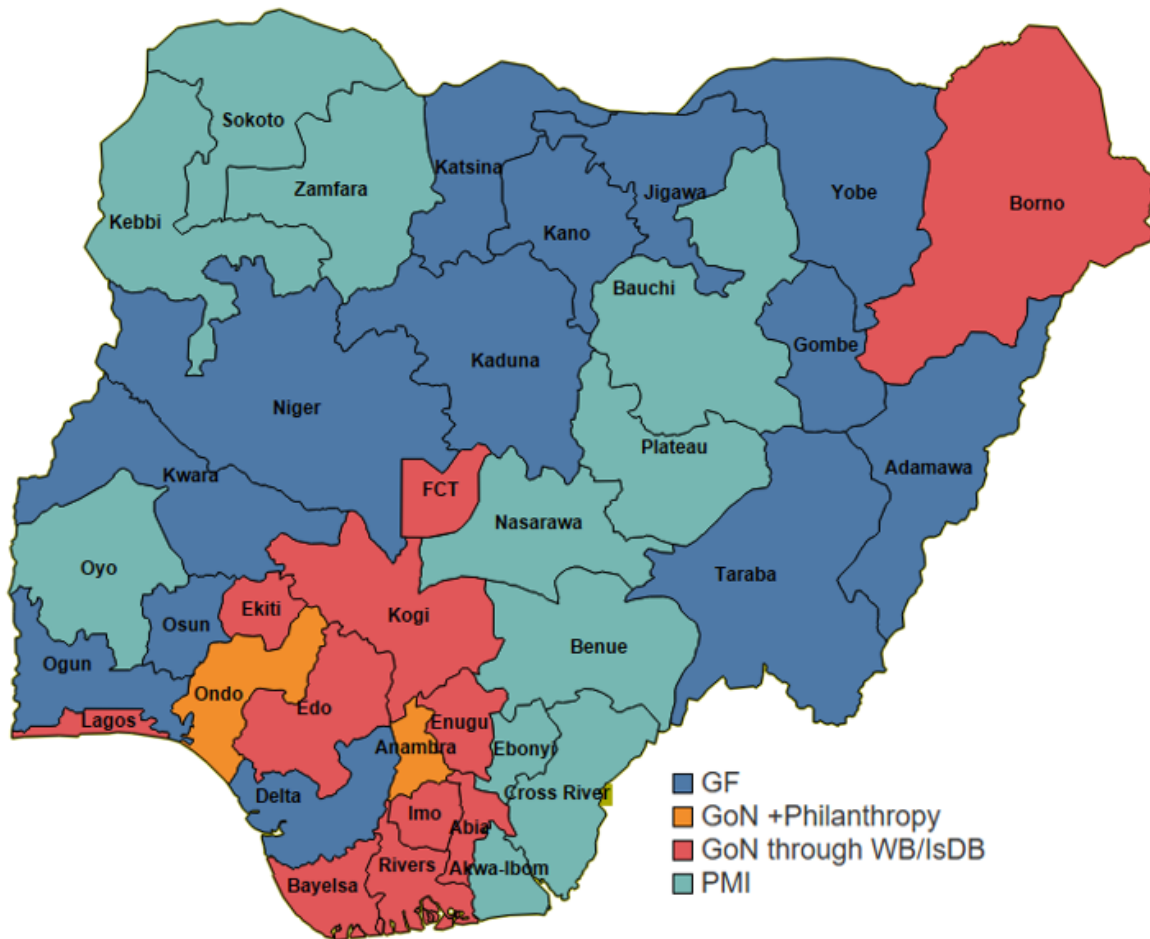 Sokoto
Katsina
Zamfara
Jigawa
Yobe
Borno
Kebbi
Kano
Bauchi
Gombe
Kaduna
Niger
Plateau
Adamawa
Kwara
FCT
Nasarawa
Oyo
Taraba
Ekiti
Kogi
Osun
Benue
Ogun
Ondo
Edo
Lagos
Enugu
Anambra
Ebonyi
Delta
Cross River
Imo
Abia
Rivers
Akwa-Ibom
Bayelsa
GF
GoN +Philanthropy
GoN through WB/IsDB
PMI